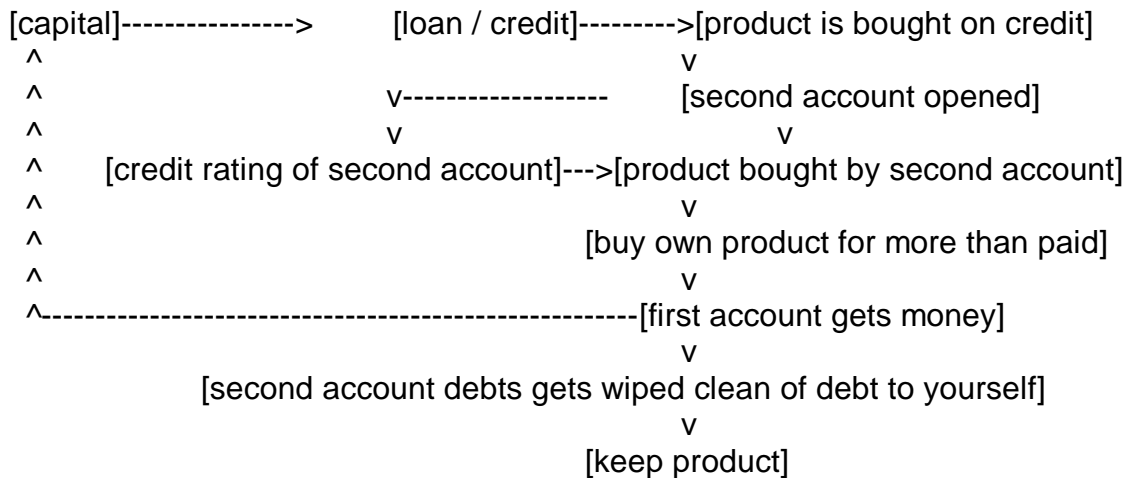 [capital]----------------> [loan / credit]--------->[product is bought on credit]
^ v
^ v------------------- [second account opened]
^ v v
^ [credit rating of second account]--->[product bought by second account]
^ v
^ [buy own product for more than paid]
^ v
^--------------------------------------------------------[first account gets money]
v
[second account debts gets wiped clean of debt to yourself]
v
[keep product]